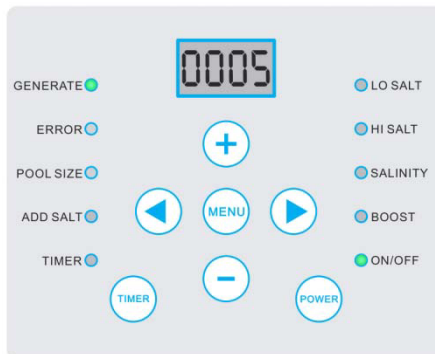 0005
GENERATE
LO SALT
ERROR
HI SALT
POOL SIZE
MENU
SALINITY
ADD SALT
BOOST
TIMER
ON/OFF
TIMER
POWER